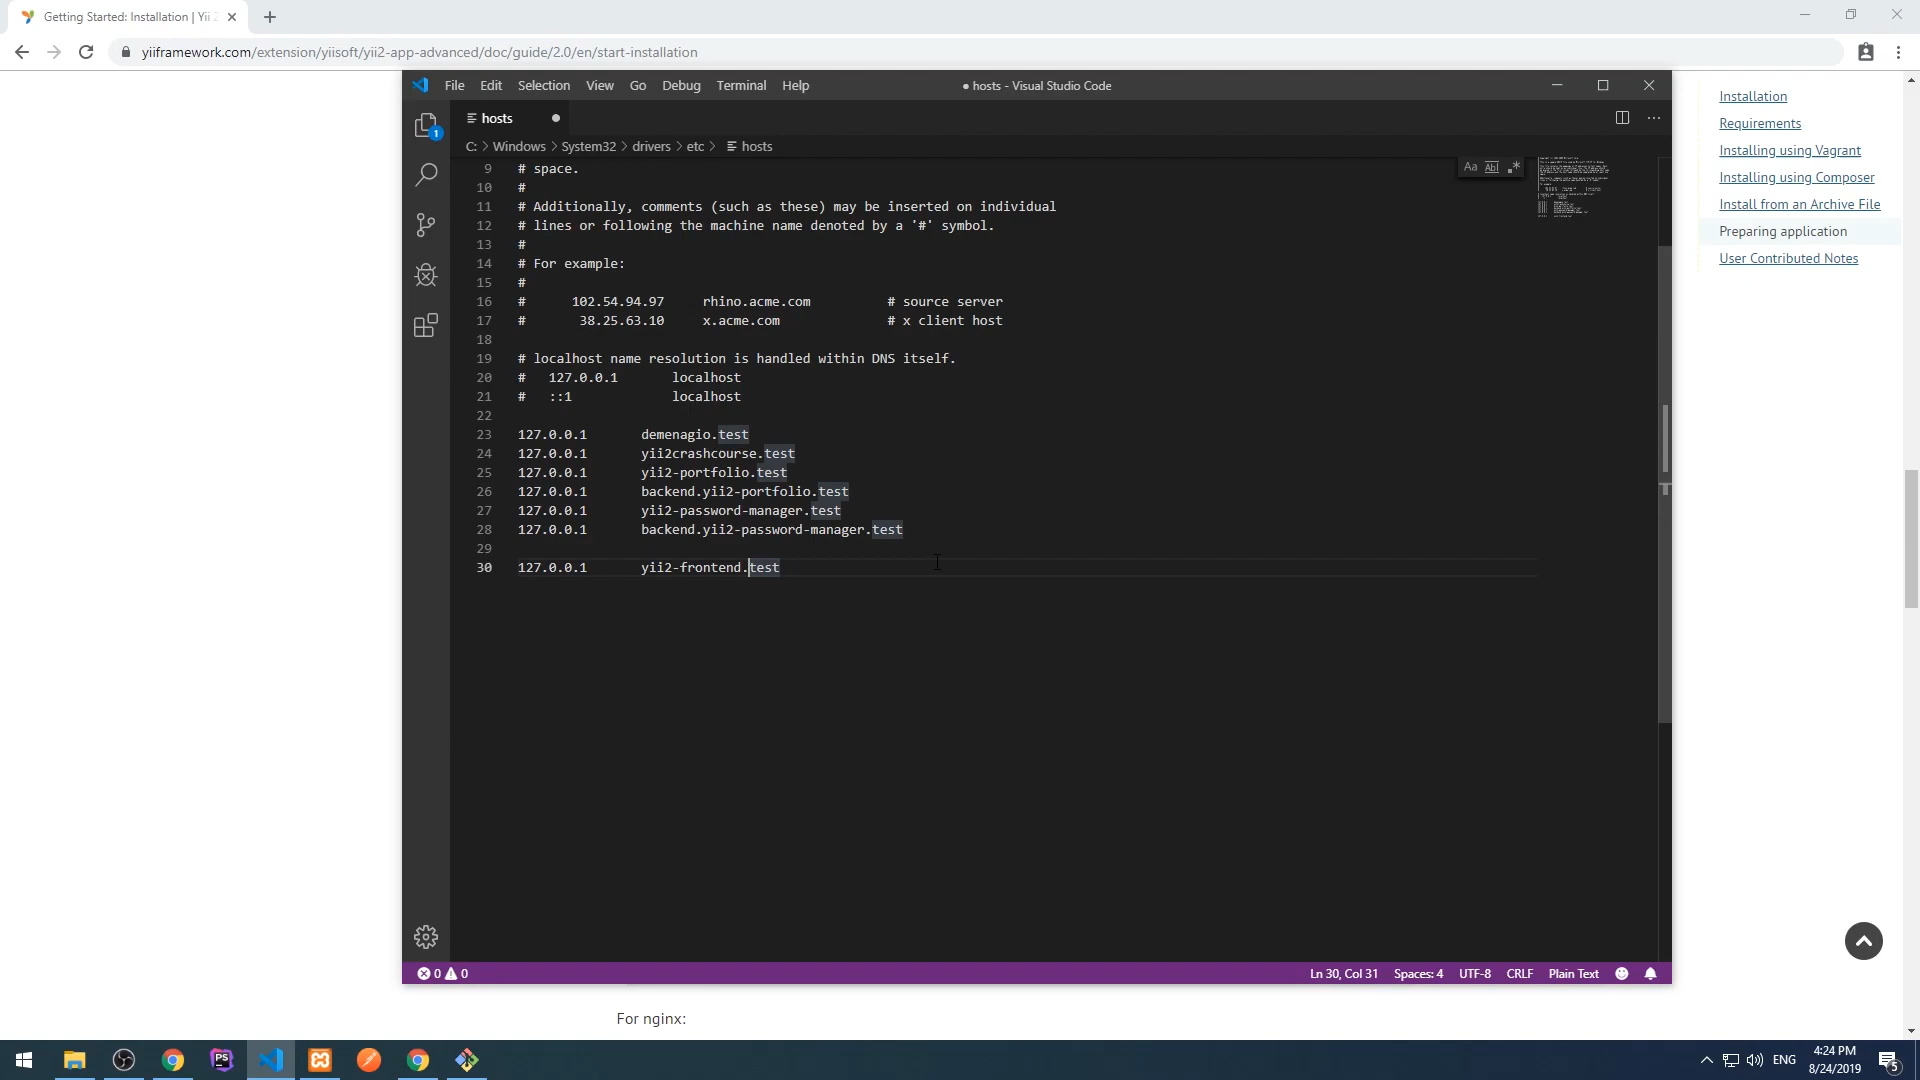 Getting Started: Installation | Yii 2
yiiframework.com/extension/yiisoft/yii2-app-advanced/doc/guide/2.0/en/start-installation
File Edit Selection View Go Debug Terminal Help
● hosts - Visual Studio Code
1
hosts
C: > Windows > System32 > drivers > etc > hosts
Aa Abl .*
9 # space.
10 #
11 # Additionally, comments (such as these) may be inserted on individual
12 # lines or following the machine name denoted by a '#' symbol.
13 #
14 # For example:
15 #
16 # 102.54.94.97 rhino.acme.com # source server
17 # 38.25.63.10 x.acme.com # x client host
18
19 # localhost name resolution is handled within DNS itself.
20 # 127.0.0.1 localhost
21 # ::1 localhost
22
23 127.0.0.1 demenagio.test
24 127.0.0.1 yii2crashcourse.test
25 127.0.0.1 yii2-portfolio.test
26 127.0.0.1 backend.yii2-portfolio.test
27 127.0.0.1 yii2-password-manager.test
28 127.0.0.1 backend.yii2-password-manager.test
29
30 127.0.0.1 yii2-frontend.test
0 0
Ln 30, Col 31 Spaces: 4 UTF-8 CRLF Plain Text
Installation
Requirements
Installing using Vagrant
Installing using Composer
Install from an Archive File
Preparing application
User Contributed Notes
For nginx:
PS
ENG
4:24 PM
8/24/2019
5